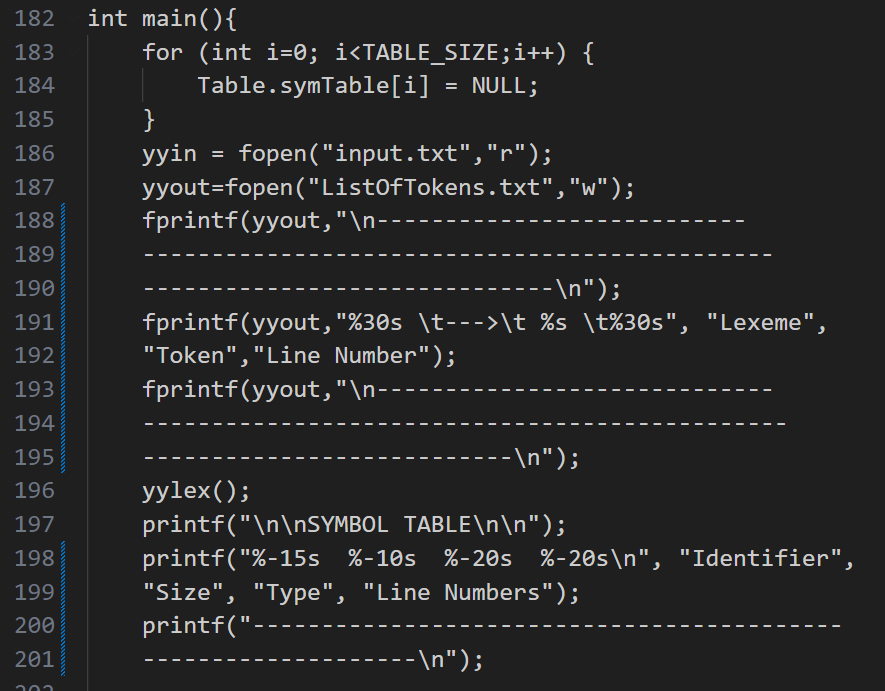 182 int main(){
183 for (int i=0; i<TABLE_SIZE;i++) {
184 Table.symTable[i] = NULL;
185 }
186 yyin = fopen("input.txt","r");
187 yyout=fopen("ListOfTokens.txt","w");
188 fprintf(yyout,"\n---------------------------
189 ----------------------------------------------
190 ------------------------------\n");
191 fprintf(yyout,"%30s \t--->\t %s \t%30s", "Lexeme",
192 "Token","Line Number");
193 fprintf(yyout,"\n-----------------------------
194 -----------------------------------------------
195 ---------------------------\n");
196 yylex();
197 printf("\n\nSYMBOL TABLE\n\n");
198 printf("%-15s  %-10s  %-20s  %-20s\n", "Identifier",
199 "Size", "Type", "Line Numbers");
200 printf("-------------------------------------------
201 --------------------\n");